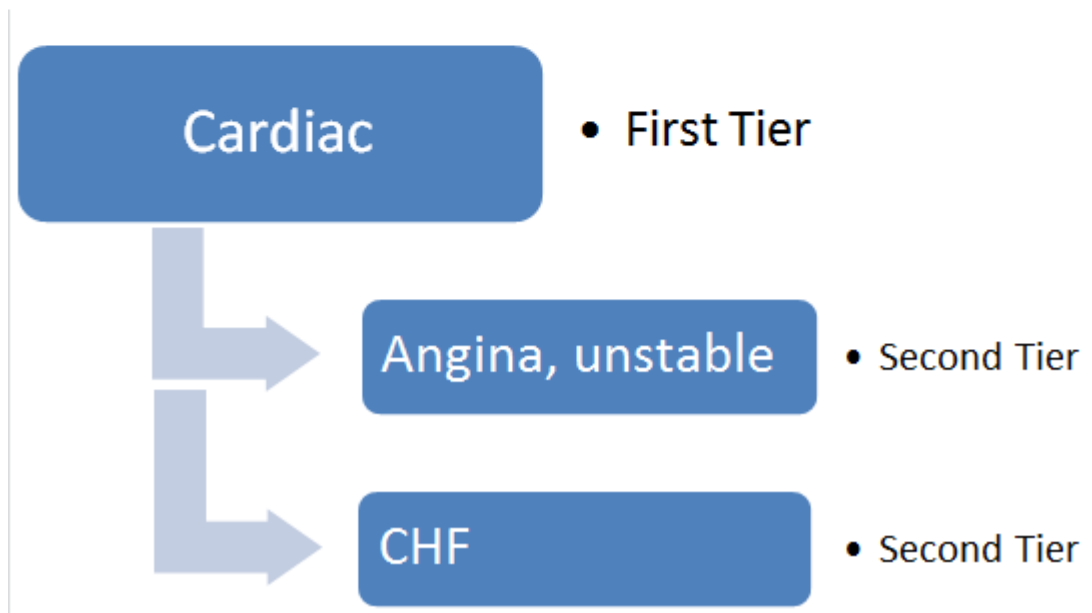 Cardiac
• First Tier
Angina, unstable
• Second Tier
CHF
• Second Tier